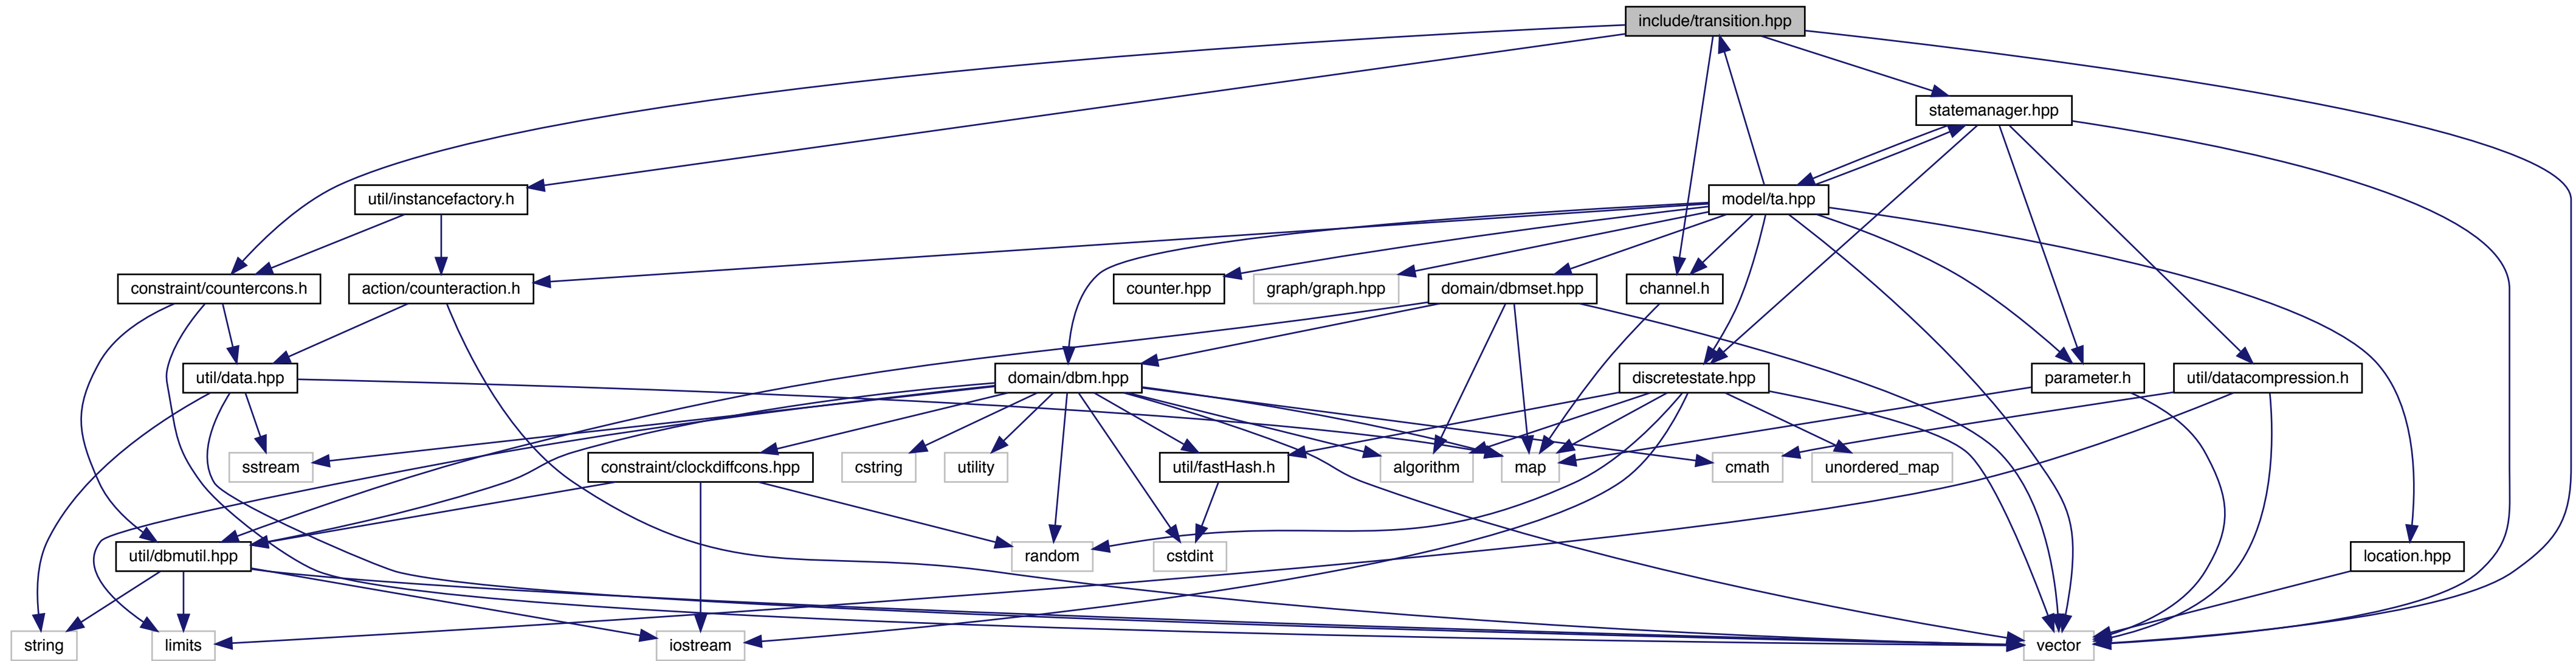 include/transition.hpp
statemanager.hpp
util/instancefactory.h
model/ta.hpp
constraint/countercons.h
action/counteraction.h
counter.hpp
graph/graph.hpp
domain/dbmset.hpp
channel.h
util/data.hpp
domain/dbm.hpp
discretestate.hpp
parameter.h
util/datacompression.h
sstream
constraint/clockdiffcons.hpp
cstring
utility
util/fastHash.h
algorithm
map
cmath
unordered_map
util/dbmutil.hpp
random
cstdint
location.hpp
string
limits
iostream
vector